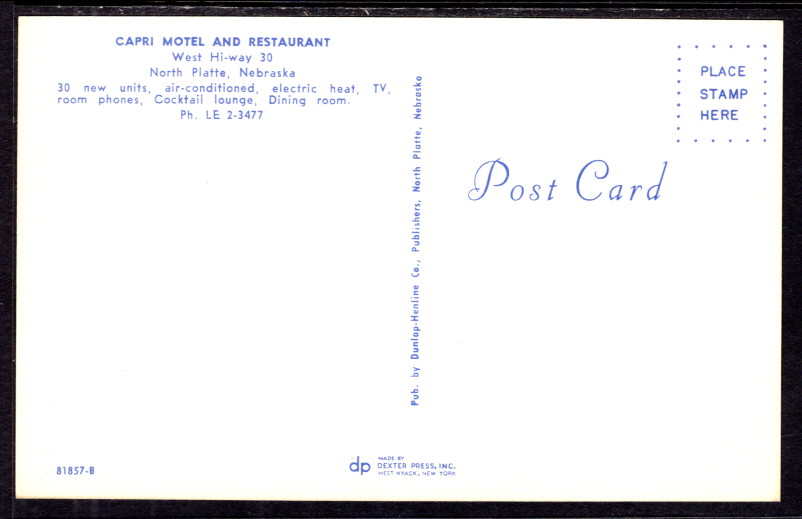 CAPRI MOTEL AND RESTAURANT
West Hi-way 30
North Platte, Nebraska
30 new units, air-conditioned, electric heat, TV,
room phones, Cocktail lounge, Dining room.
Ph. LE 2-3477
Pub. by Dunlap-Henline Co., Publishers, North Platte, Nebraska
PLACE
STAMP
HERE
Post Card
81857-B
dp
MADE BY
DEXTER PRESS, INC.
WEST NYACK, NEW YORK